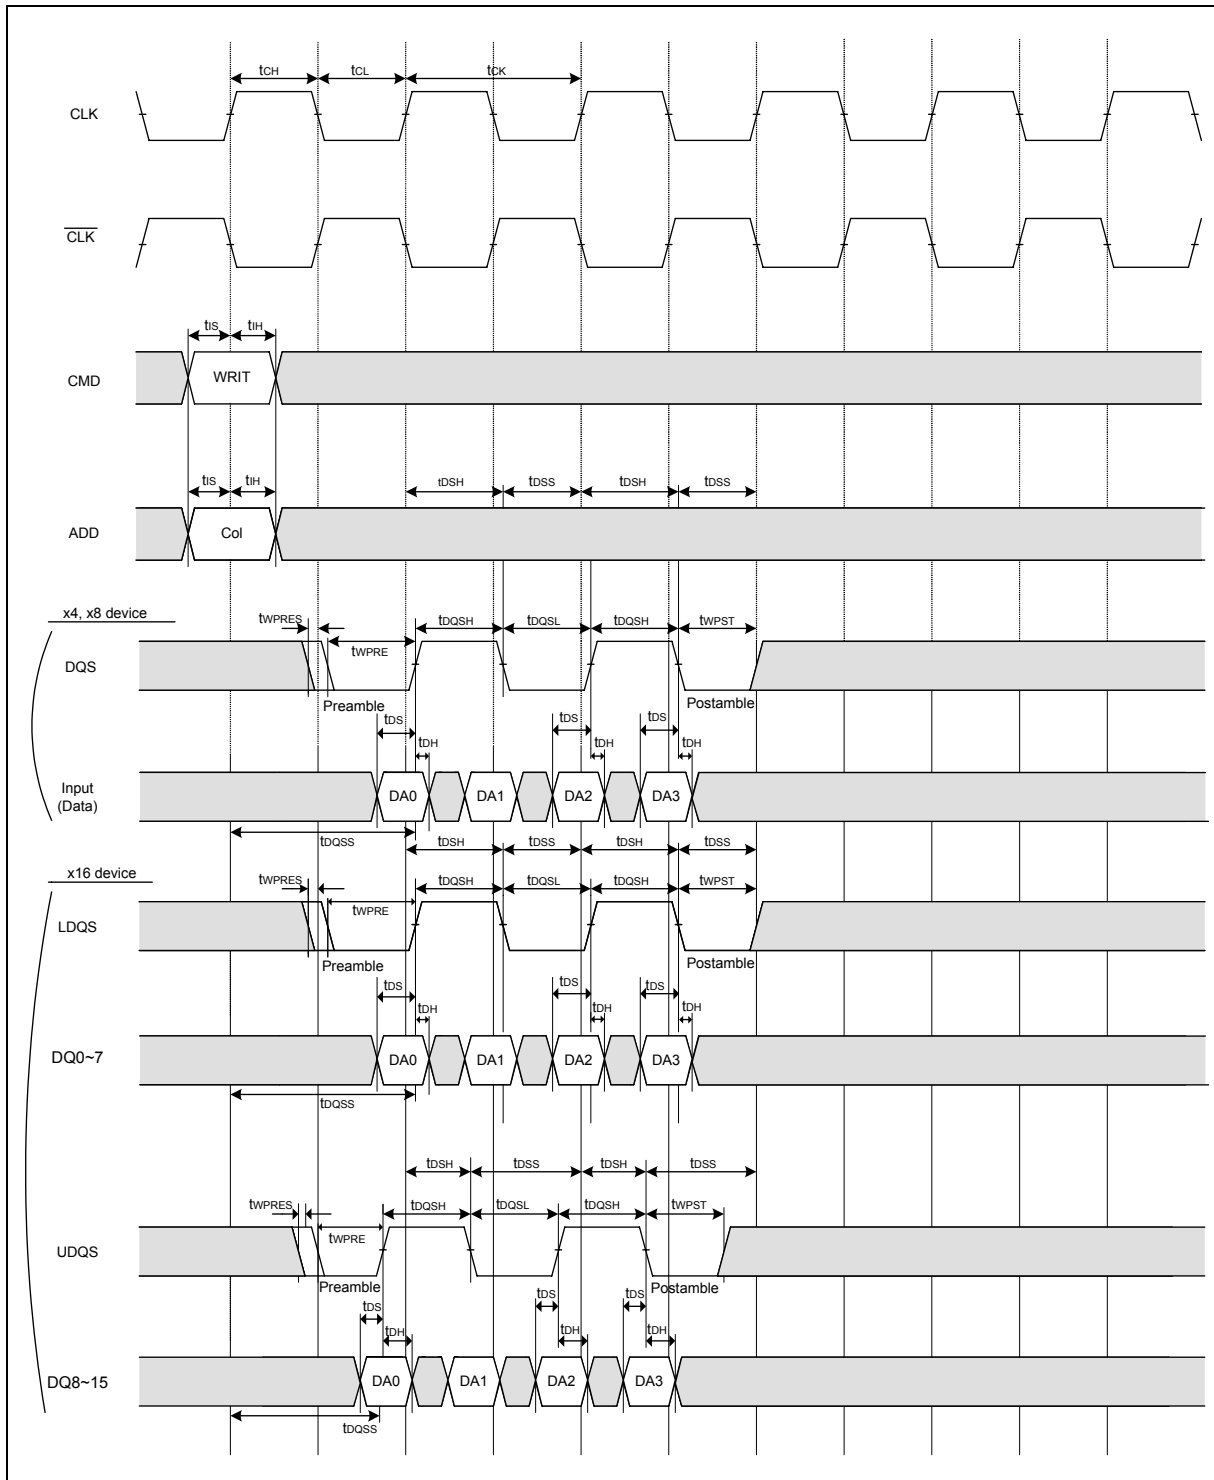 tCH tCL tCK
CLK
CLK
tIS tIH
CMD WRIT
tIS tIH tDSH tDSS tDSH tDSS
ADD Col
x4, x8 device
tWPRES tDQSH tDQSL tDQSH tWPST
tWPRE
DQS
Preamble Postamble
tDS tDS tDS
tDH tDH tDH
Input
(Data)
DA0 DA1 DA2 DA3
tDQSS
tDSH tDSS tDSH tDSS
x16 device
tWPRES tDQSH tDQSL tDQSH tWPST
tWPRE
LDQS
Preamble Postamble
tDS tDS tDS
tDH tDH tDH
DQ0~7 DA0 DA1 DA2 DA3
tDQSS
tDSH tDSS tDSH tDSS
tWPRES tDQSH tDQSL tDQSH tWPST
tWPRE
UDQS
Preamble Postamble
tDS tDS tDS
tDH tDH tDH
DQ8~15 DA0 DA1 DA2 DA3
tDQSS